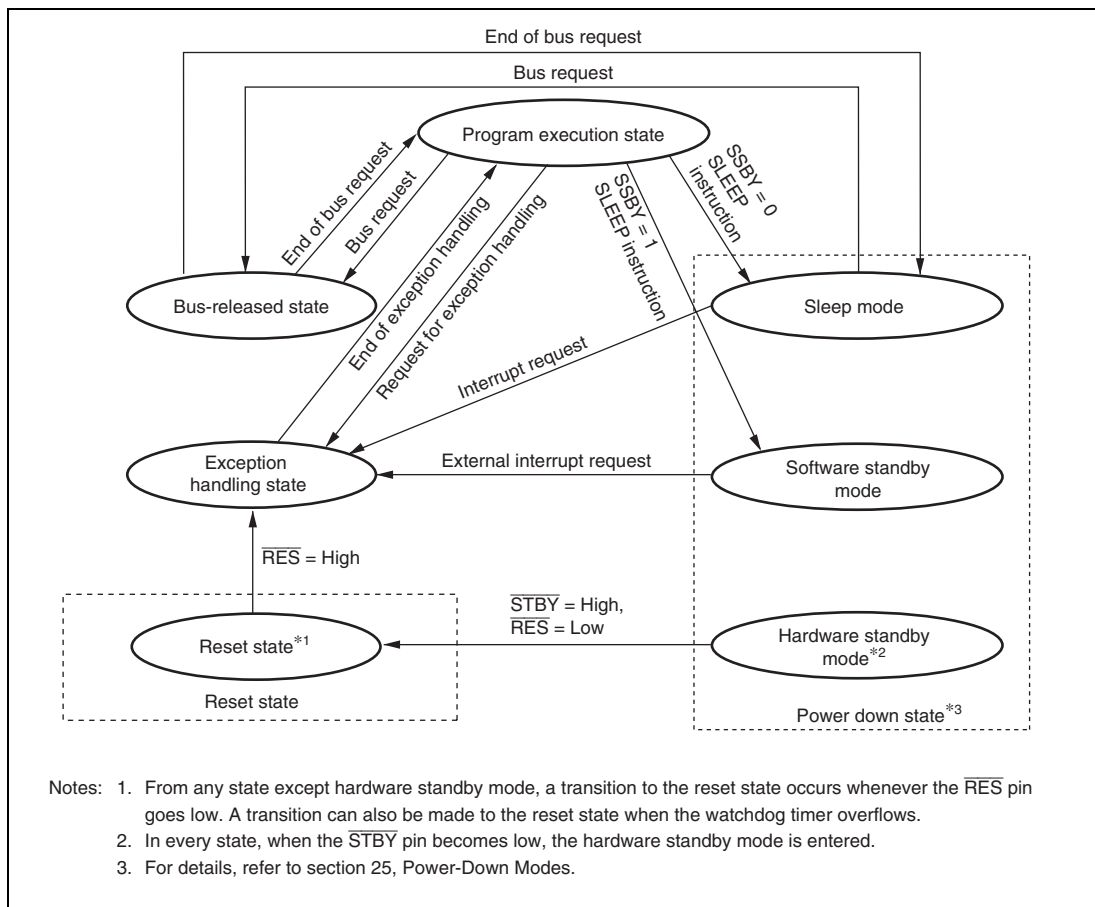 End of bus request
Bus request
Program execution state
End of bus request
Bus request
End of exception handling
Request for exception handling
SSBY = 1
SLEEP instruction
SSBY = 0
SLEEP
instruction
Bus-released state
Sleep mode
Interrupt request
Exception
handling state
External interrupt request
Software standby
mode
RES = High
STBY = High,
RES = Low
Reset state*1
Hardware standby
mode*2
Reset state
Power down state*3
Notes: 1. From any state except hardware standby mode, a transition to the reset state occurs whenever the RES pin
goes low. A transition can also be made to the reset state when the watchdog timer overflows.
2. In every state, when the STBY pin becomes low, the hardware standby mode is entered.
3. For details, refer to section 25, Power-Down Modes.